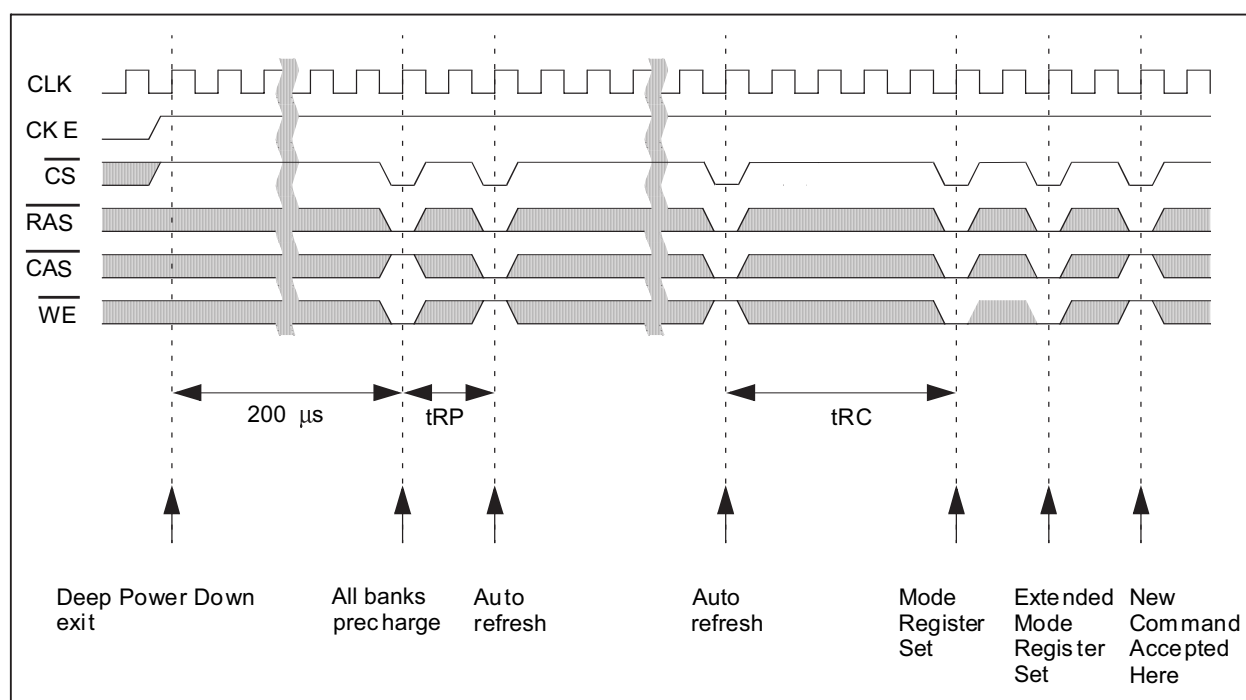 CLK
CKE
CS
RAS
CAS
WE
200 μs
tRP
tRC
Deep Power Down
exit
All banks
precharge
Auto
refresh
Auto
refresh
Mode
Register
Set
Extended
Mode
Register
Set
New
Command
Accepted
Here